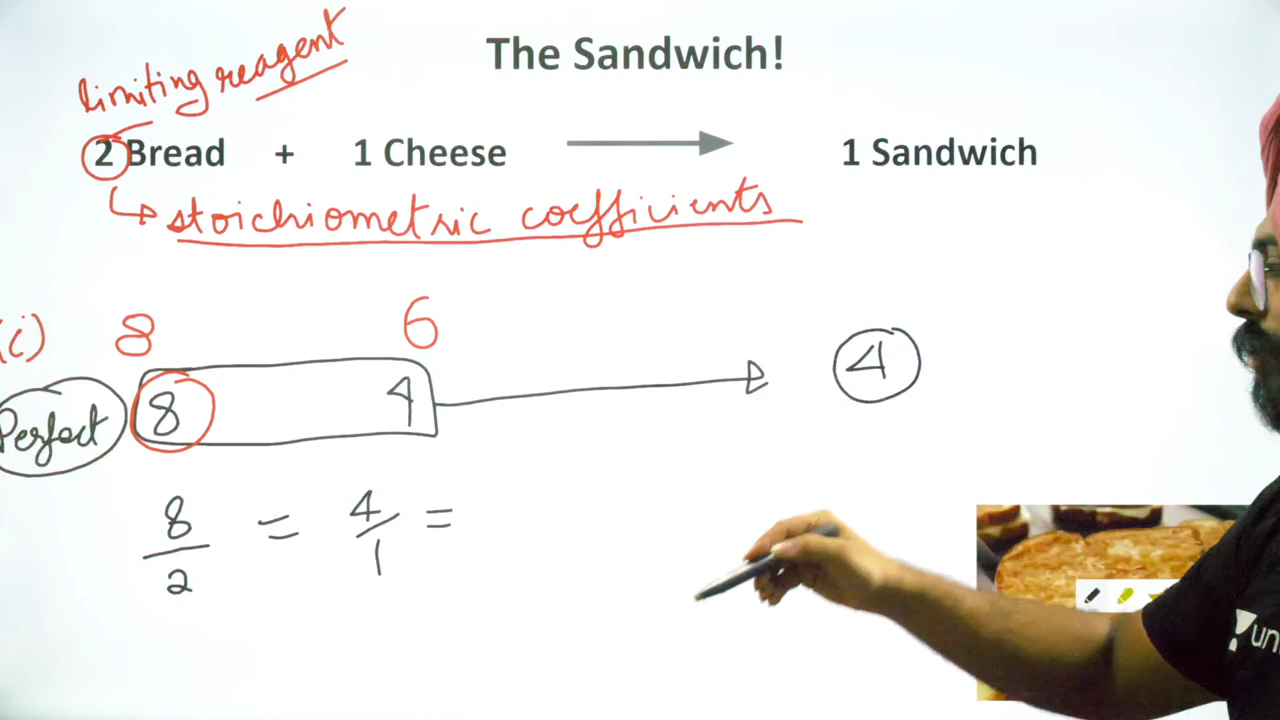 The Sandwich!
limiting reagent
2 Bread + 1 Cheese 1 Sandwich
stoichiometric coefficients
(i) 8 6
Perfect 8 4 4
8/2 = 4/1 =
un